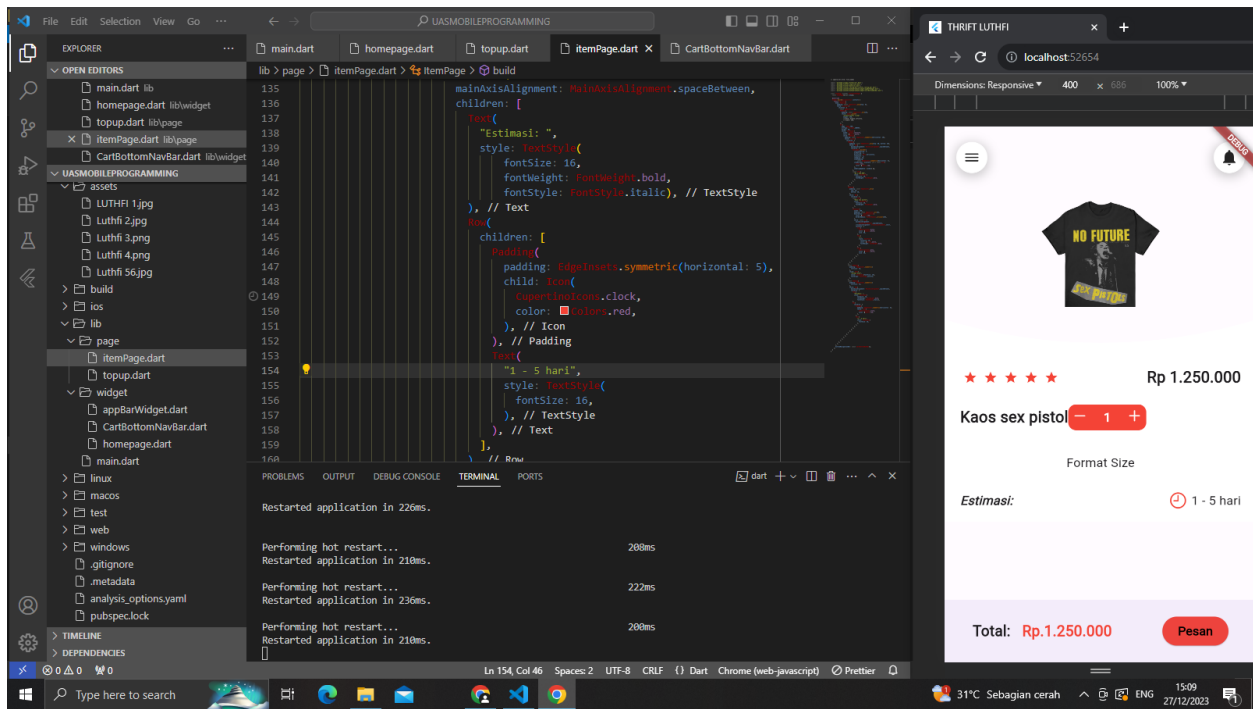 File Edit Selection View Go ··· UASMOBILEPROGRAMMING
EXPLORER ···
OPEN EDITORS
main.dart lib
homepage.dart lib\widget
topup.dart lib\page
itemPage.dart lib\page
CartBottomNavBar.dart lib\widget
UASMOBILEPROGRAMMING
assets
LUTHFI 1.jpg
Luthfi 2.jpg
Luthfi 3.png
Luthfi 4.png
Luthfi 56.jpg
build
ios
lib
page
itemPage.dart
topup.dart
widget
appBarWidget.dart
CartBottomNavBar.dart
homepage.dart
main.dart
linux
macos
test
web
windows
.gitignore
.metadata
analysis_options.yaml
pubspec.lock
TIMELINE
DEPENDENCIES
main.dart homepage.dart topup.dart itemPage.dart CartBottomNavBar.dart ···
lib > page > itemPage.dart > ItemPage > build
135 mainAxisAlignment: MainAxisAlignment.spaceBetween,
136 children: [
137 Text(
138 "Estimasi: ",
139 style: TextStyle(
140 fontSize: 16,
141 fontWeight: FontWeight.bold,
142 fontStyle: FontStyle.italic), // TextStyle
143 ), // Text
144 Row(
145 children: [
146 Padding(
147 padding: EdgeInsets.symmetric(horizontal: 5),
148 child: Icon(
149 CupertinoIcons.clock,
150 color: Colors.red,
151 ), // Icon
152 ), // Padding
153 Text(
154 "1 - 5 hari",
155 style: TextStyle(
156 fontSize: 16,
157 ), // TextStyle
158 ), // Text
159 ],
160 ) // Row
PROBLEMS OUTPUT DEBUG CONSOLE TERMINAL PORTS dart ···
Restarted application in 226ms.
Performing hot restart... 208ms
Restarted application in 210ms.
Performing hot restart... 222ms
Restarted application in 236ms.
Performing hot restart... 200ms
Restarted application in 210ms.
0 0 0 Ln 154, Col 46 Spaces: 2 UTF-8 CRLF {} Dart Chrome (web-javascript) Prettier
THRIFT LUTHFI
localhost:52654
Dimensions: Responsive 400 x 686 100%
DEBUG
NO FUTURE
SEX PISTOLS
Rp 1.250.000
Kaos sex pistol − 1 +
Format Size
Estimasi: 1 - 5 hari
Total: Rp.1.250.000 Pesan
Type here to search 31°C Sebagian cerah ENG 15:09
27/12/2023 1